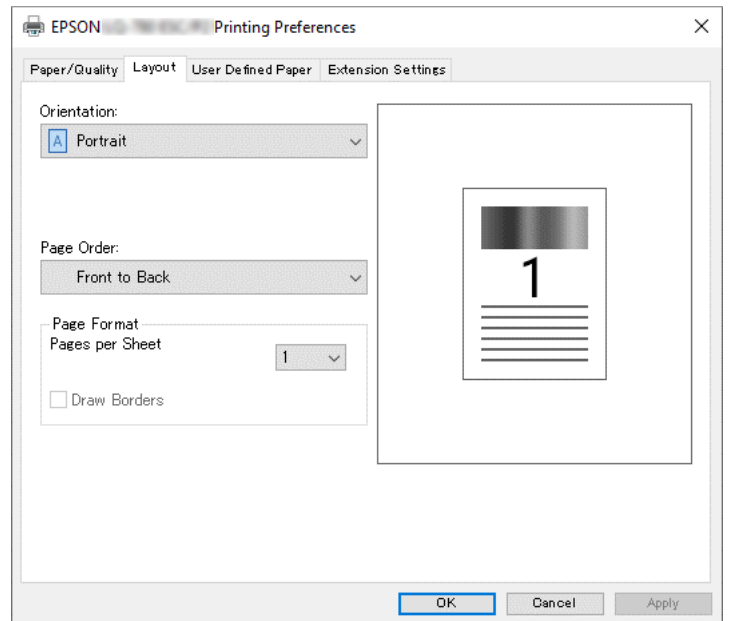 EPSON Printing Preferences
Paper/Quality Layout User Defined Paper Extension Settings
Orientation:
A Portrait
Page Order:
Front to Back
Page Format
Pages per Sheet
1
Draw Borders
1
OK Cancel Apply